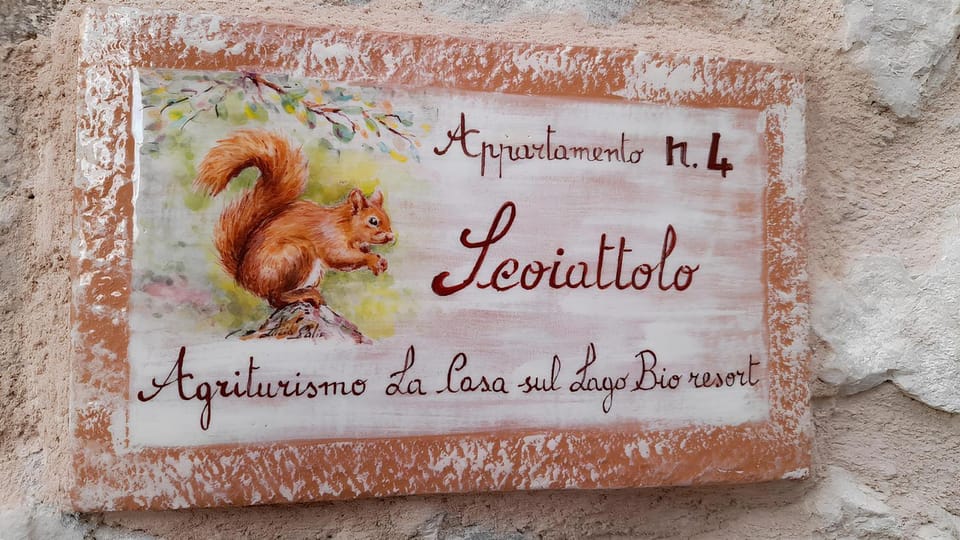 Appartamento n.4
Scoiattolo
Agriturismo La Casa sul Lago Bio resort